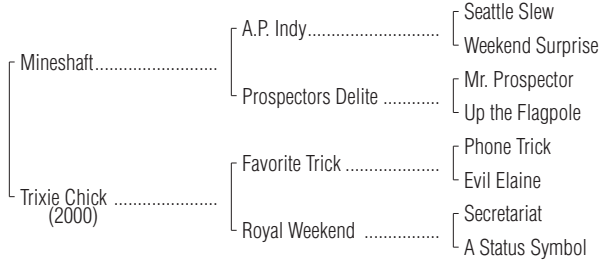 Seattle Slew
A.P. Indy..............................
Weekend Surprise
Mineshaft............................
Mr. Prospector
Prospectors Delite .............
Up the Flagpole
Phone Trick
Favorite Trick .....................
Evil Elaine
Trixie Chick .......................
(2000)
Secretariat
Royal Weekend .................
A Status Symbol